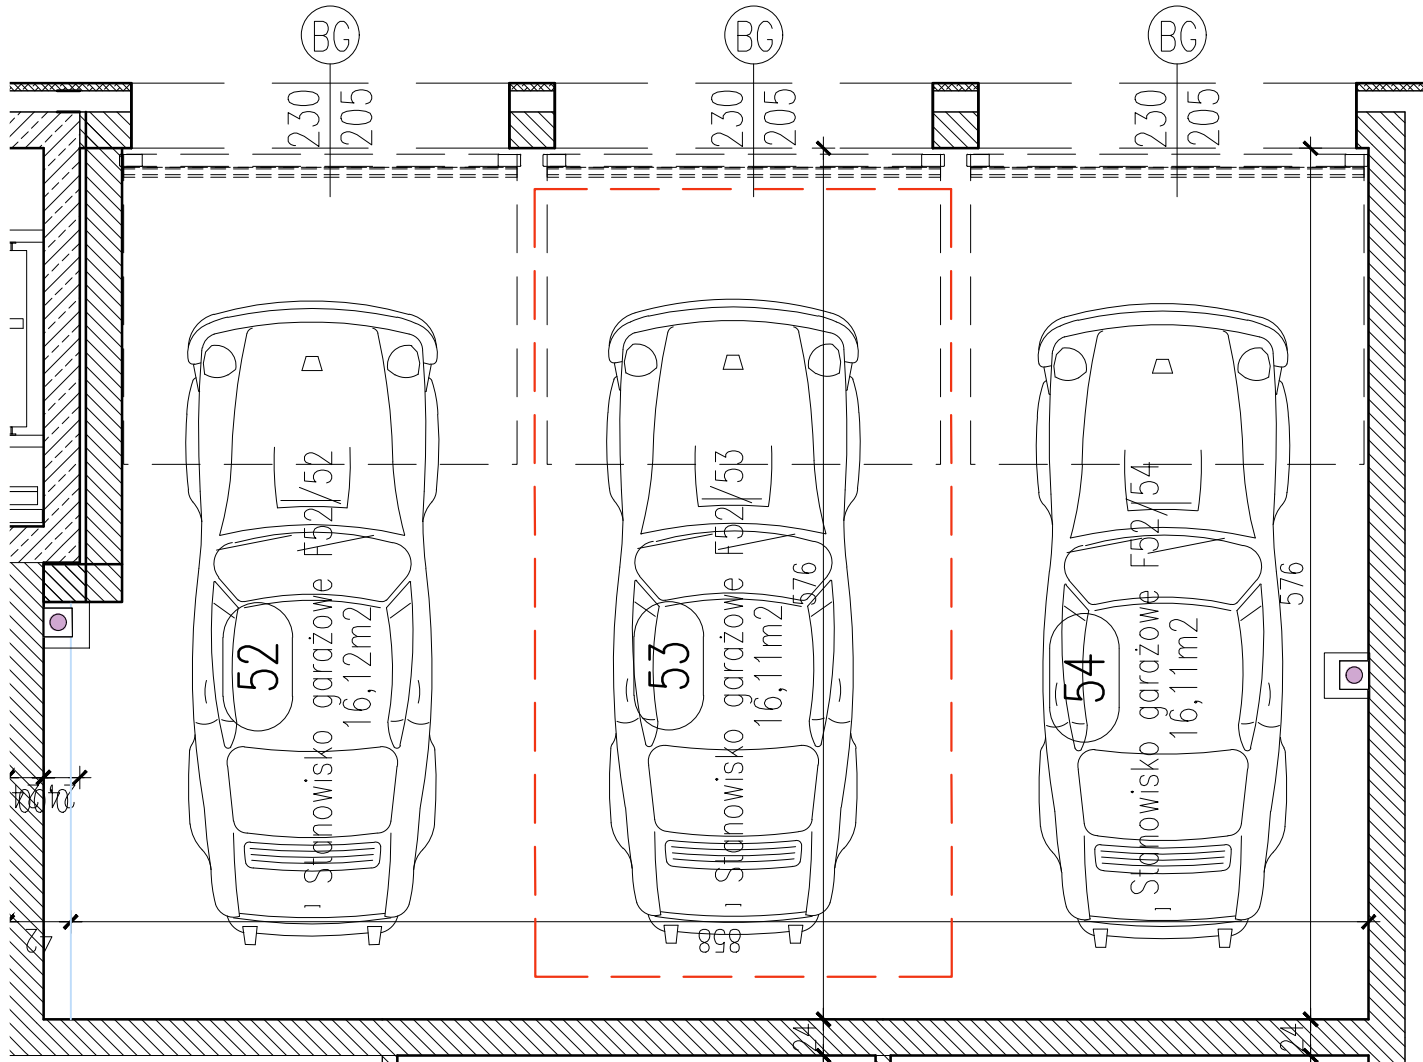 BG
BG
BG
230
205
230
205
230
205
Stanowisko garażowe F52/52
16,12m2
52
Stanowisko garażowe F52/53
16,11m2
53
Stanowisko garażowe F52/54
16,11m2
54
576
576
858
42
24
24